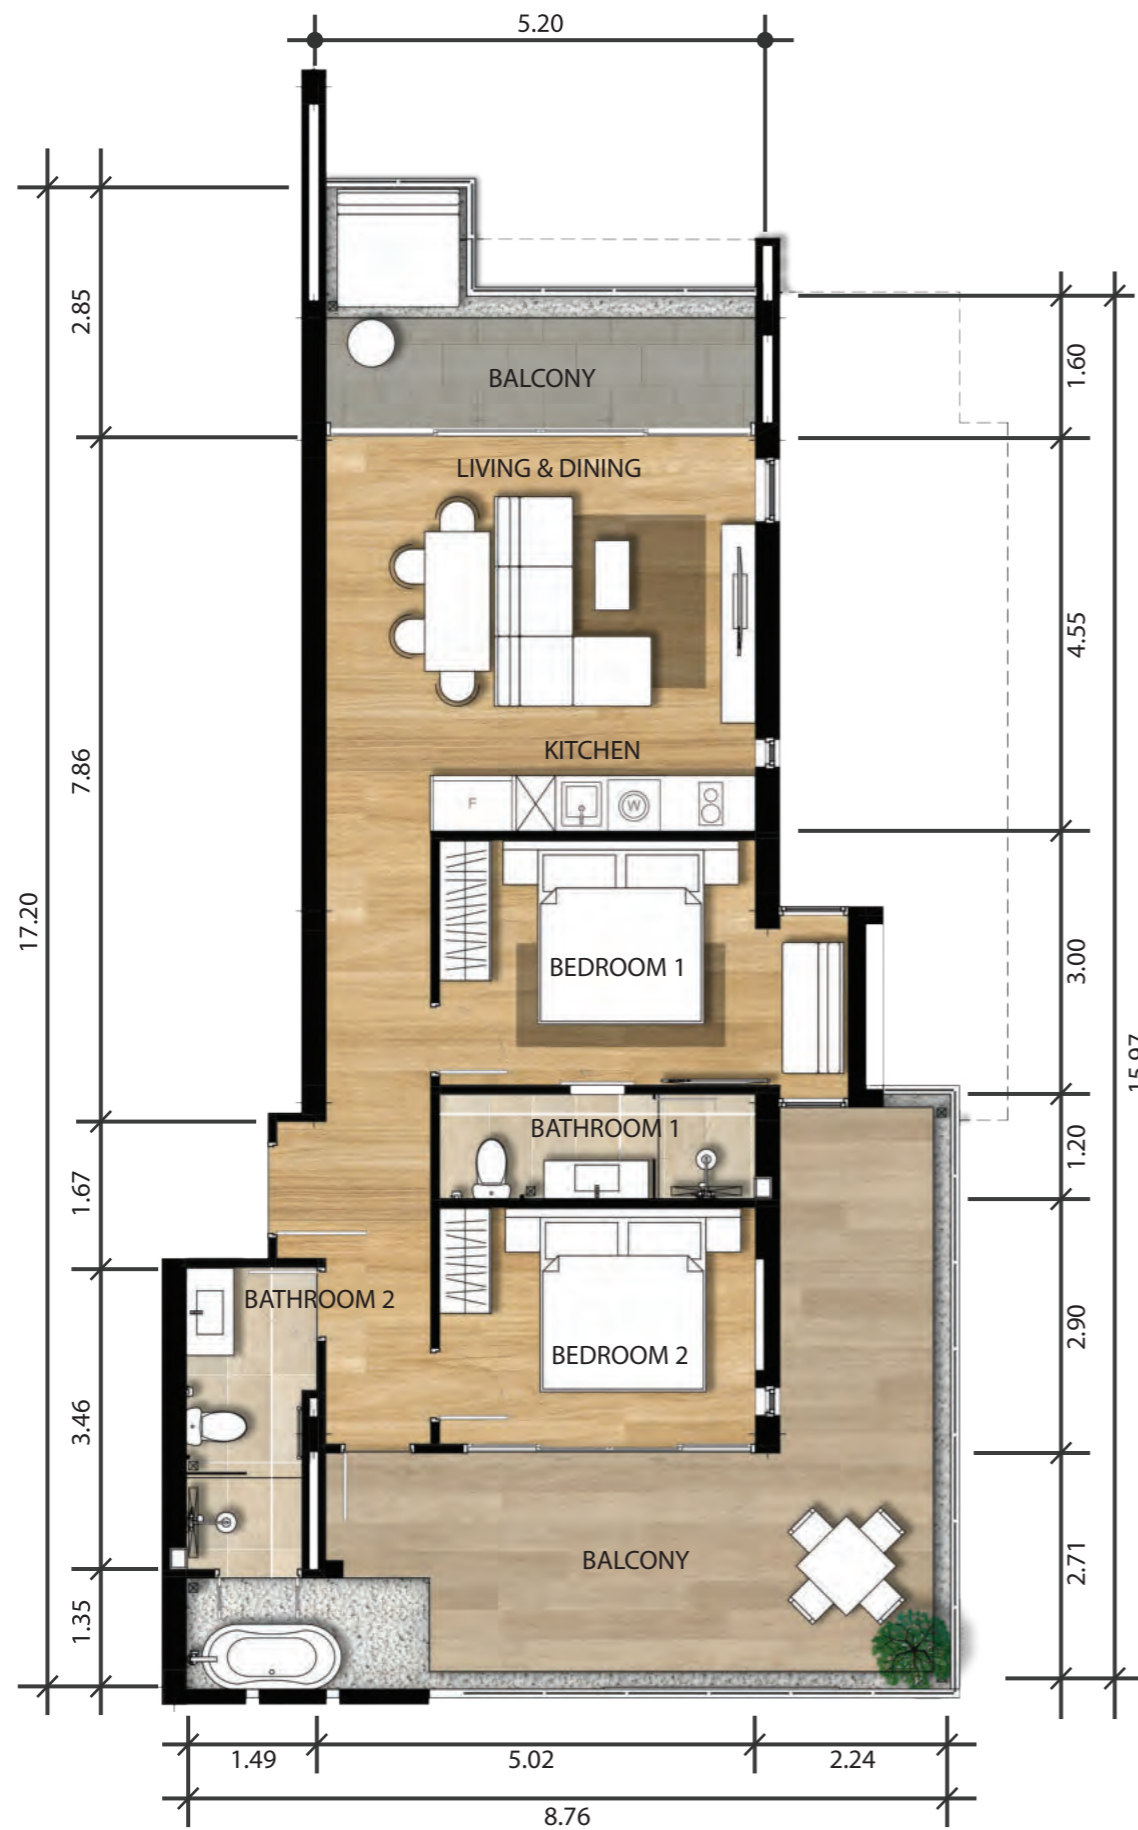 5.20
2.85
BALCONY
1.60
LIVING & DINING
4.55
7.86
KITCHEN
F
W
17.20
BEDROOM 1
3.00
15.97
BATHROOM 1
1.20
1.67
BATHROOM 2
2.90
BEDROOM 2
3.46
BALCONY
2.71
1.35
1.49
5.02
2.24
8.76